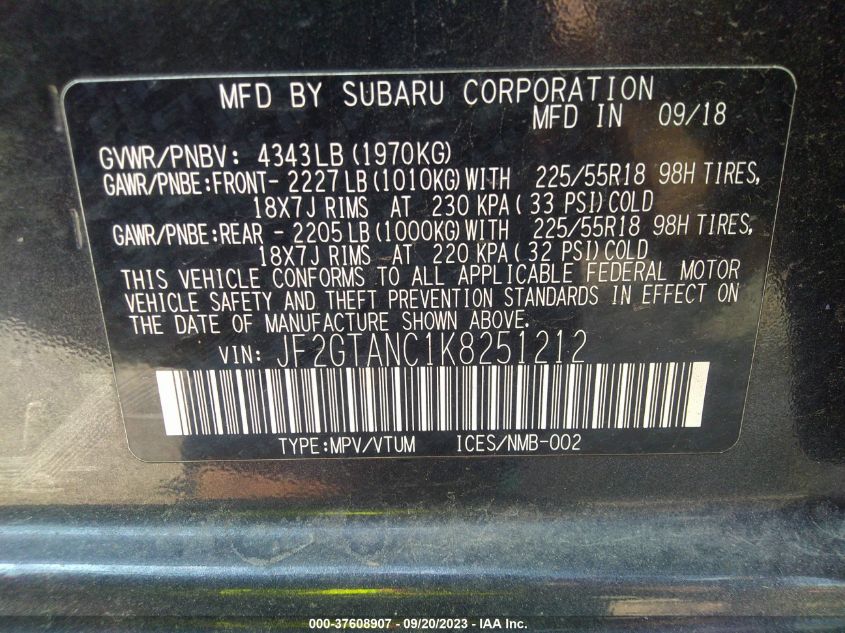 MFD BY SUBARU CORPORATION
MFD IN 09/18
GVWR/PNBV: 4343LB (1970KG)
GAWR/PNBE:FRONT- 2227LB (1010KG) WITH 225/55R18 98H TIRES,
18X7J RIMS AT 230 KPA ( 33 PSI) COLD
GAWR/PNBE:REAR - 2205LB (1000KG) WITH 225/55R18 98H TIRES,
18X7J RIMS AT 220 KPA ( 32 PSI) COLD
THIS VEHICLE CONFORMS TO ALL APPLICABLE FEDERAL MOTOR
VEHICLE SAFETY AND THEFT PREVENTION STANDARDS IN EFFECT ON
THE DATE OF MANUFACTURE SHOWN ABOVE.
VIN: JF2GTANC1K8251212
TYPE:MPV/VTUM ICES/NMB-002
000-37608907 - 09/20/2023 - IAA Inc.